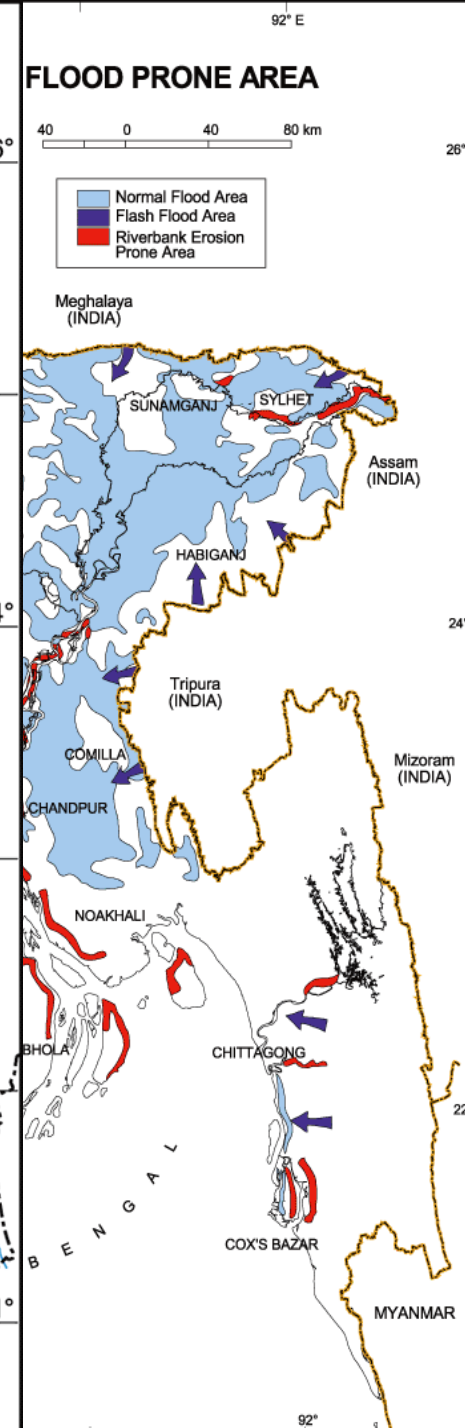 92° E
FLOOD PRONE AREA
40 0 40 80 km
26°
Normal Flood Area
Flash Flood Area
Riverbank Erosion
Prone Area
Meghalaya
(INDIA)
SUNAMGANJ
SYLHET
Assam
(INDIA)
HABIGANJ
24°
Tripura
(INDIA)
COMILLA
Mizoram
(INDIA)
CHANDPUR
NOAKHALI
BHOLA
CHITTAGONG
22
BENGAL
COX'S BAZAR
MYANMAR
92°